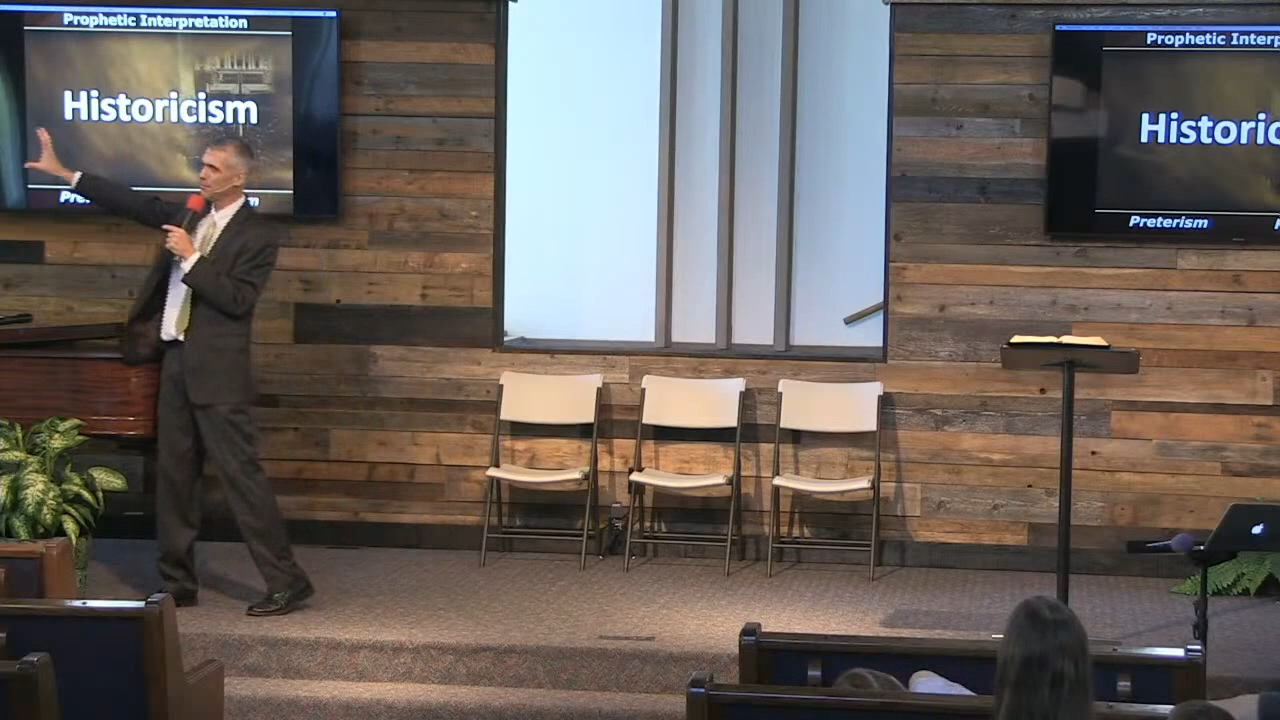 Prophetic Interpretation
Historicism
Prophetic Interp
Historic
Preterism